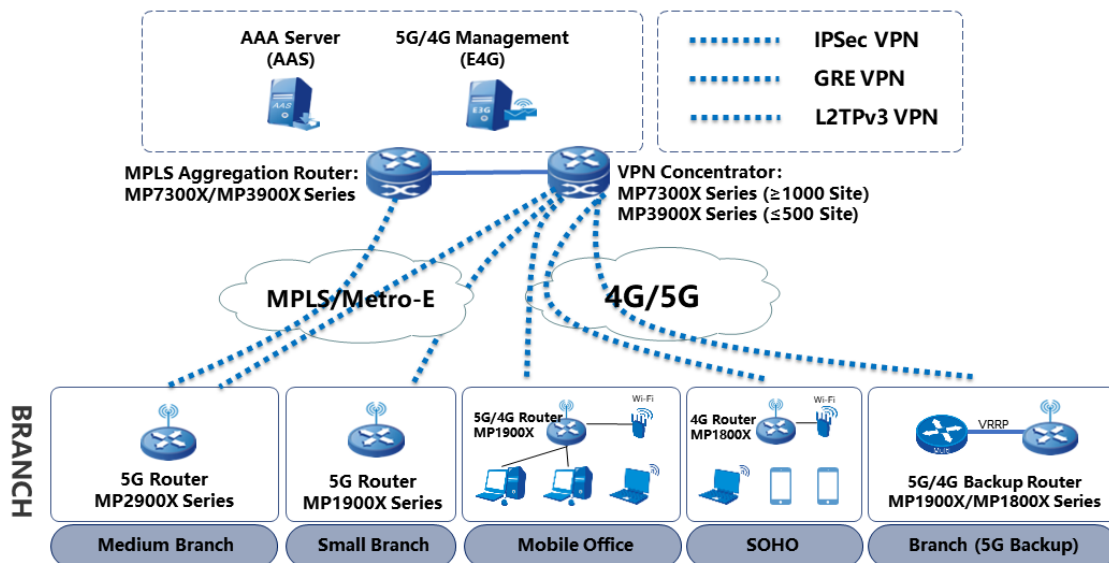 AAA Server
(AAS)
5G/4G Management
(E4G)
IPSec VPN
GRE VPN
L2TPv3 VPN
AAS
E3G
MPLS Aggregation Router:
MP7300X/MP3900X Series
VPN Concentrator:
MP7300X Series (≥1000 Site)
MP3900X Series (≤500 Site)
MPLS/Metro-E
4G/5G
BRANCH
5G Router
MP2900X Series
Medium Branch
5G Router
MP1900X Series
Small Branch
5G/4G Router
MP1900X
Wi-Fi
Mobile Office
4G Router
MP1800X
Wi-Fi
SOHO
VRRP
5G/4G Backup Router
MP1900X/MP1800X Series
Branch (5G Backup)